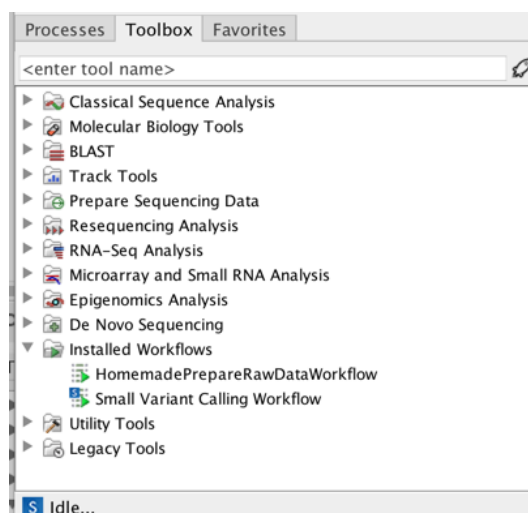 Processes Toolbox Favorites
<enter tool name>
Classical Sequence Analysis
Molecular Biology Tools
BLAST
Track Tools
Prepare Sequencing Data
Resequencing Analysis
RNA-Seq Analysis
Microarray and Small RNA Analysis
Epigenomics Analysis
De Novo Sequencing
Installed Workflows
HomemadePrepareRawDataWorkflow
S Small Variant Calling Workflow
Utility Tools
Legacy Tools
S Idle...